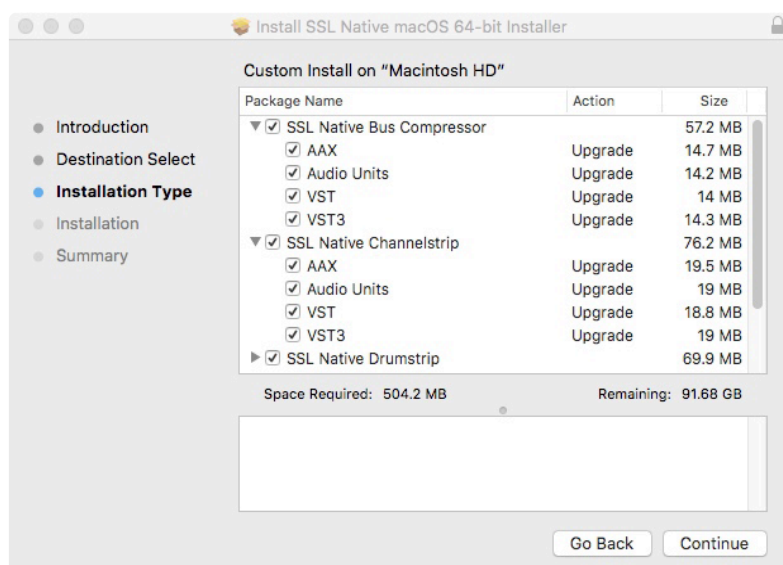 Install SSL Native macOS 64-bit Installer
Custom Install on “Macintosh HD”
Introduction
Destination Select
Installation Type
Installation
Summary
Package Name Action Size
SSL Native Bus Compressor 57.2 MB
AAX Upgrade 14.7 MB
Audio Units Upgrade 14.2 MB
VST Upgrade 14 MB
VST3 Upgrade 14.3 MB
SSL Native Channelstrip 76.2 MB
AAX Upgrade 19.5 MB
Audio Units Upgrade 19 MB
VST Upgrade 18.8 MB
VST3 Upgrade 19 MB
SSL Native Drumstrip 69.9 MB
Space Required: 504.2 MB Remaining: 91.68 GB
Go Back Continue